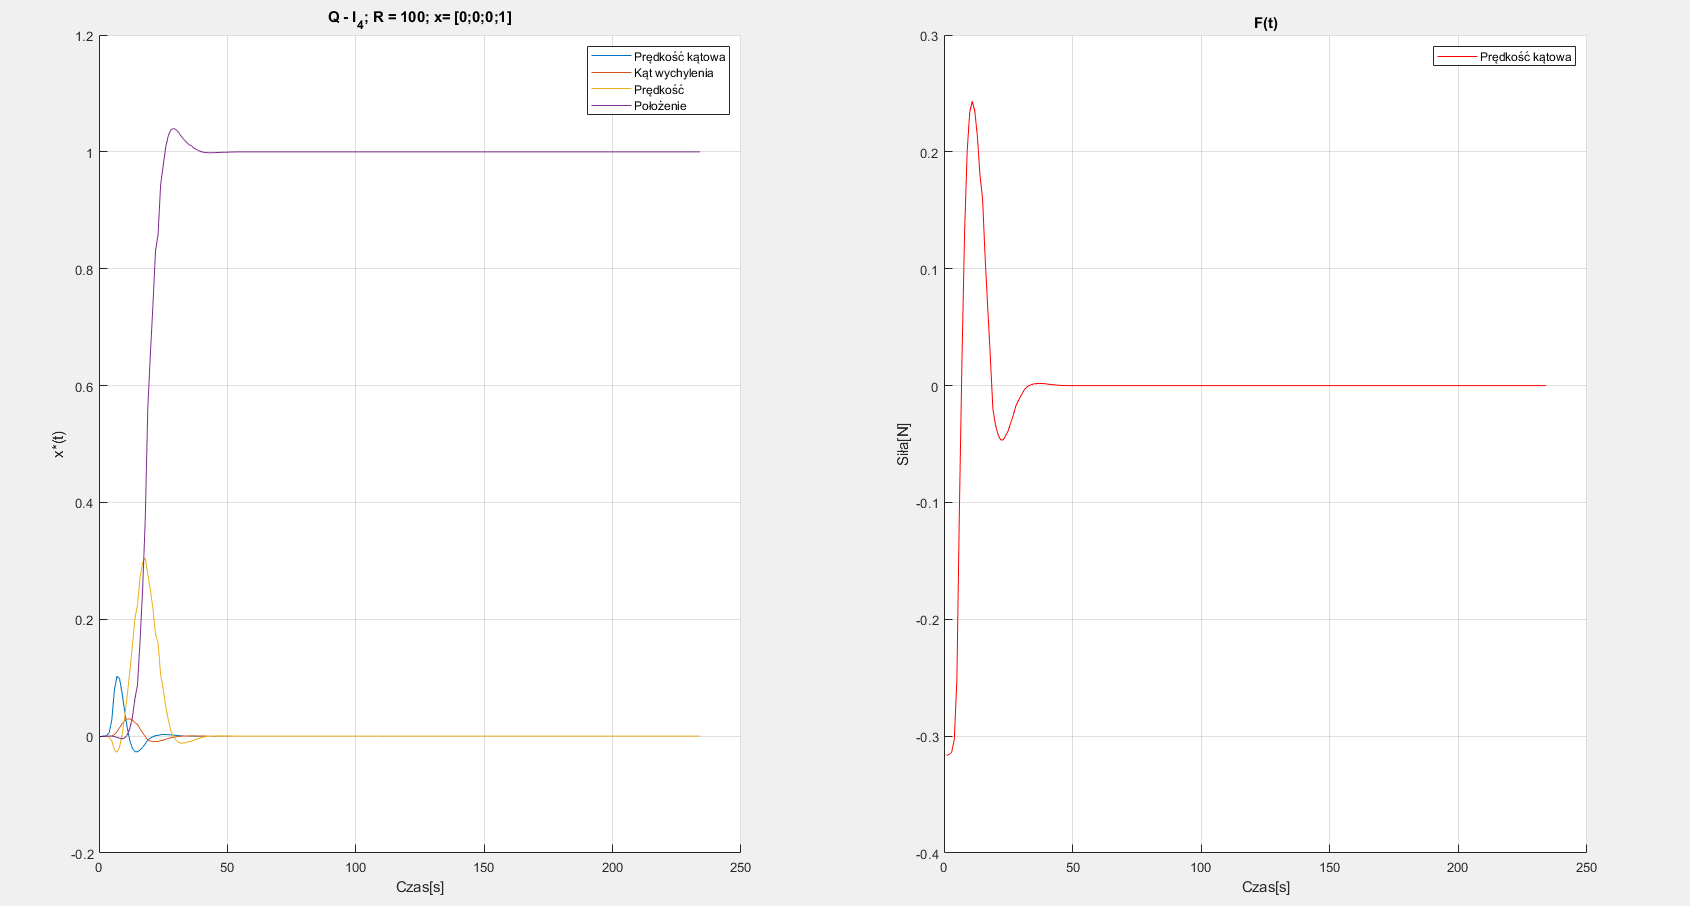 Q - I4; R = 100; x= [0;0;0;1]
1.2
1
0.8
0.6
0.4
0.2
0
-0.2
x*(t)
0
50
100
150
200
250
Czas[s]
Prędkość kątowa
Kąt wychylenia
Prędkość
Położenie
F(t)
0.3
0.2
0.1
0
-0.1
-0.2
-0.3
-0.4
Siła[N]
0
50
100
150
200
250
Czas[s]
Prędkość kątowa